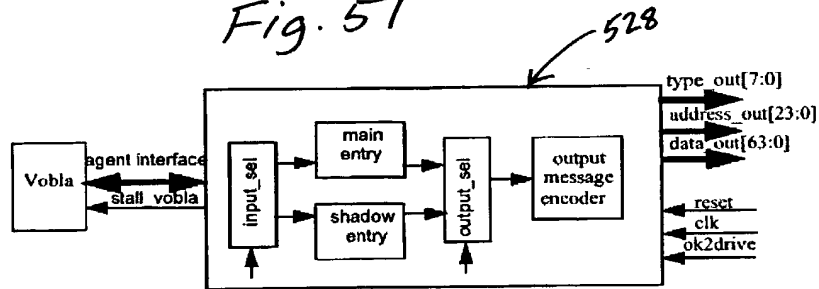 Fig. 57
528
type_out[7:0]
address_out[23:0]
data_out[63:0]
Vobla
agent interface
stall_vobla
input_sel
main
entry
shadow
entry
output_sel
output
message
encoder
reset
clk
ok2drive